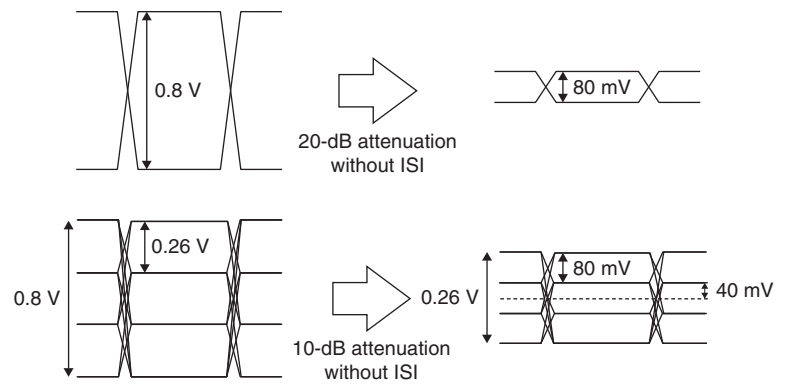 0.8 V
80 mV
20-dB attenuation
without ISI
0.26 V
0.8 V
80 mV
0.26 V
40 mV
10-dB attenuation
without ISI